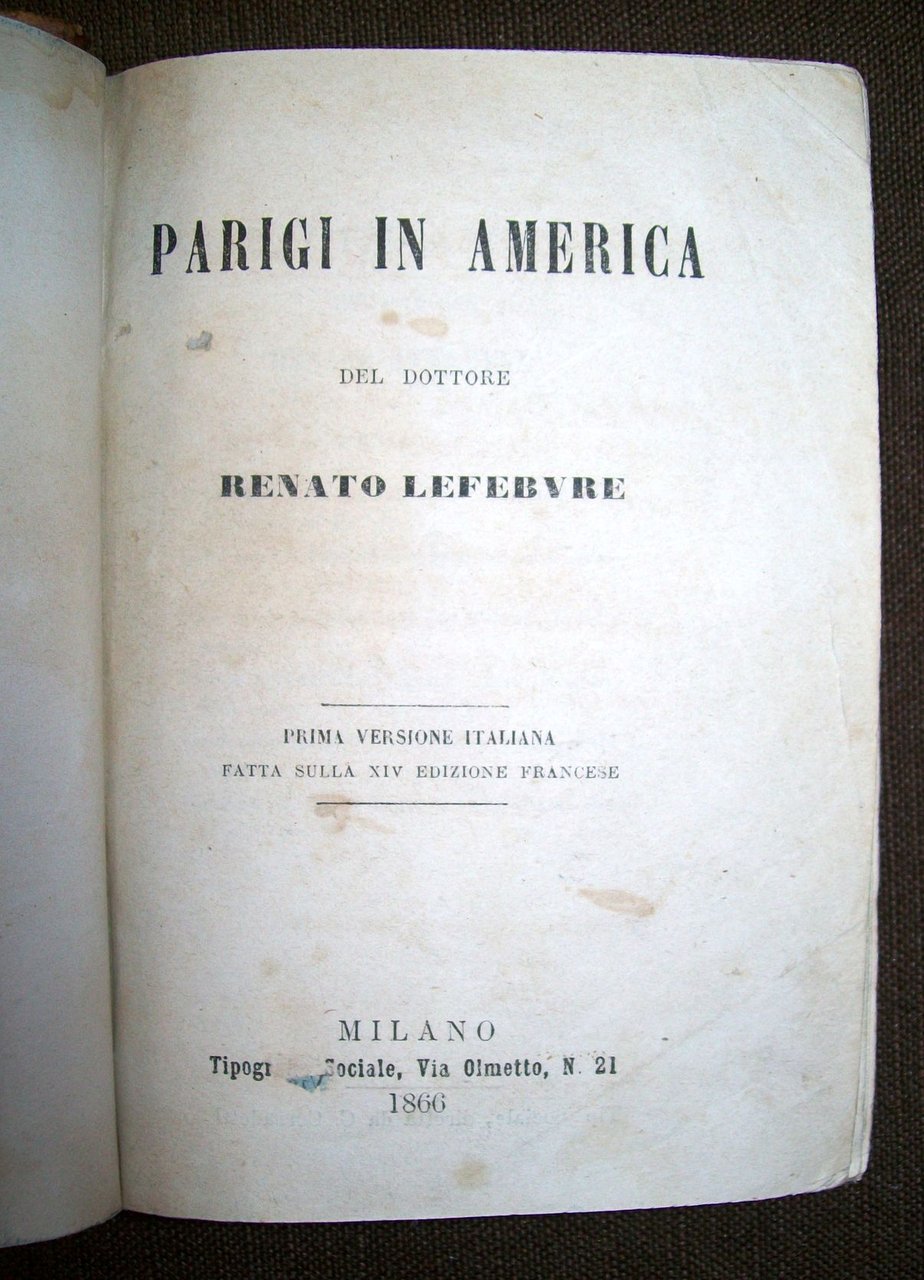 PARIGI IN AMERICA
DEL DOTTORE
RENATO LEFEBVRE
PRIMA VERSIONE ITALIANA
FATTA SULLA XIV EDIZIONE FRANCESE
MILANO
Sociale, Via Olmetto, N. 21
1866